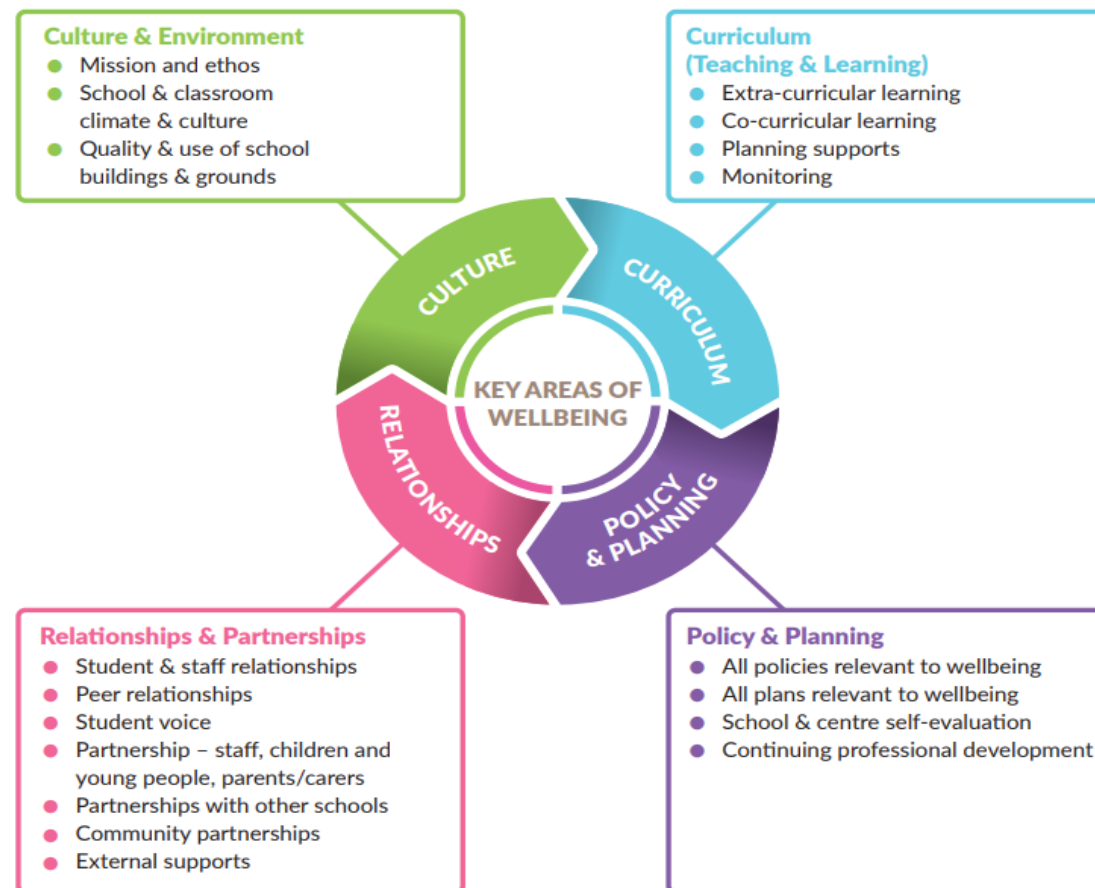 Culture & Environment
● Mission and ethos
● School & classroom
climate & culture
● Quality & use of school
buildings & grounds
Curriculum
(Teaching & Learning)
● Extra-curricular learning
● Co-curricular learning
● Planning supports
● Monitoring
CULTURE
CURRICULUM
KEY AREAS OF
WELLBEING
RELATIONSHIPS
POLICY
& PLANNING
Relationships & Partnerships
● Student & staff relationships
● Peer relationships
● Student voice
● Partnership – staff, children and
young people, parents/carers
● Partnerships with other schools
● Community partnerships
● External supports
Policy & Planning
● All policies relevant to wellbeing
● All plans relevant to wellbeing
● School & centre self-evaluation
● Continuing professional development